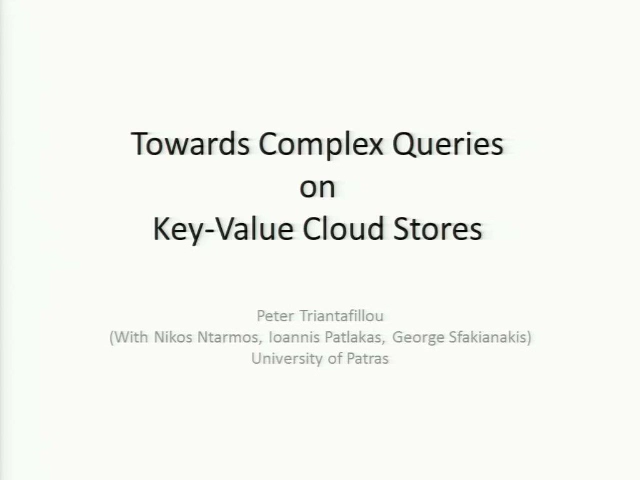 Towards Complex Queries
on
Key-Value Cloud Stores
Peter Triantafillou
(With Nikos Ntarmos, Ioannis Patlakas, George Sfakianakis)
University of Patras